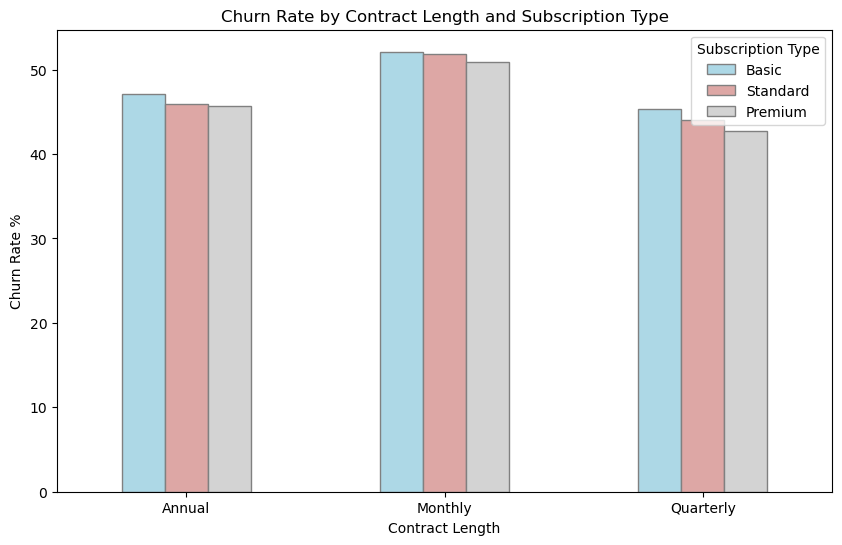 Churn Rate by Contract Length and Subscription Type
Subscription Type
Basic
Standard
Premium
Churn Rate %
50
40
30
20
10
0
Annual
Monthly
Quarterly
Contract Length